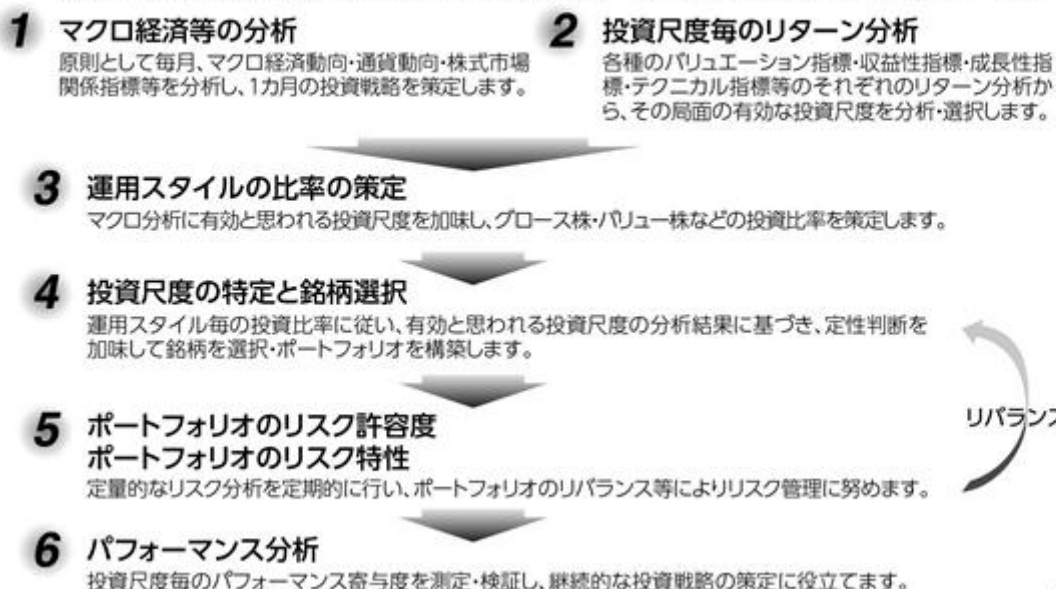 1 マクロ経済等の分析
原則として毎月、マクロ経済動向・通貨動向・株式市場
関係指標等を分析し、1カ月の投資戦略を策定します。
2 投資尺度毎のリターン分析
各種のバリュエーション指標・収益性指標・成長性指
標・テクニカル指標等のそれぞれのリターン分析か
ら、その局面の有効な投資尺度を分析・選択します。
3 運用スタイルの比率の策定
マクロ分析に有効と思われる投資尺度を加味し、グロース株・バリュー株などの投資比率を策定します。
4 投資尺度の特定と銘柄選択
運用スタイル毎の投資比率に従い、有効と思われる投資尺度の分析結果に基づき、定性判断を
加味して銘柄を選択・ポートフォリオを構築します。
リバランス
5 ポートフォリオのリスク許容度
ポートフォリオのリスク特性
定量的なリスク分析を定期的に行い、ポートフォリオのリバランス等によりリスク管理に努めます。
6 パフォーマンス分析
投資尺度毎のパフォーマンス寄与度を測定・検証し、継続的な投資戦略の策定に役立てます。